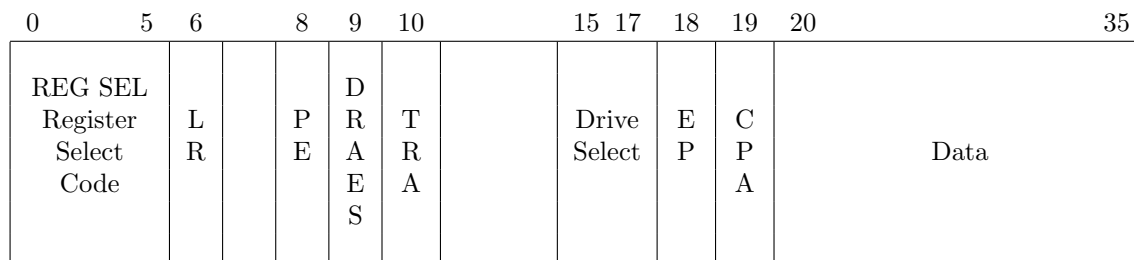 0 5 6 8 9 10 15 17 18 19 20 35
REG SEL
Register
Select
Code
L
R
P
E
D
R
A
E
S
T
R
A
Drive
Select
E
P
C
P
A
Data